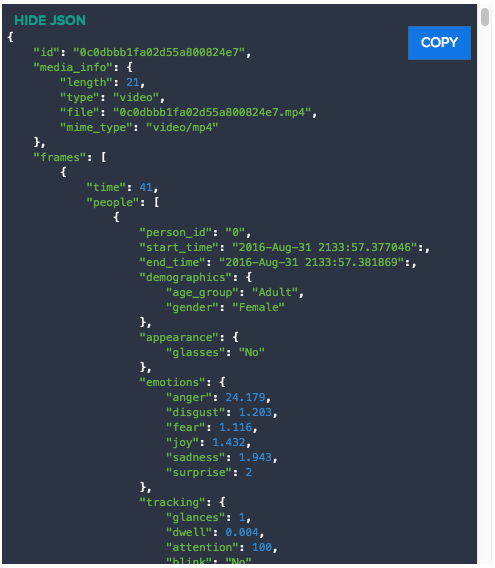 HIDE JSON
COPY
{
"id": "0c0dbbb1fa02d55a800824e7",
"media_info": {
"length": 21,
"type": "video",
"file": "0c0dbbb1fa02d55a800824e7.mp4",
"mime_type": "video/mp4"
},
"frames": [
{
"time": 41,
"people": [
{
"person_id": "0",
"start_time": "2016-Aug-31 2133:57.377046":,
"end_time": "2016-Aug-31 2133:57.381869":,
"demographics": {
"age_group": "Adult",
"gender": "Female"
},
"appearance": {
"glasses": "No"
},
"emotions": {
"anger": 24.179,
"disgust": 1.203,
"fear": 1.116,
"joy": 1.432,
"sadness": 1.943,
"surprise": 2
},
"tracking": {
"glances": 1,
"dwell": 0.004,
"attention": 100,
"blink": "No"